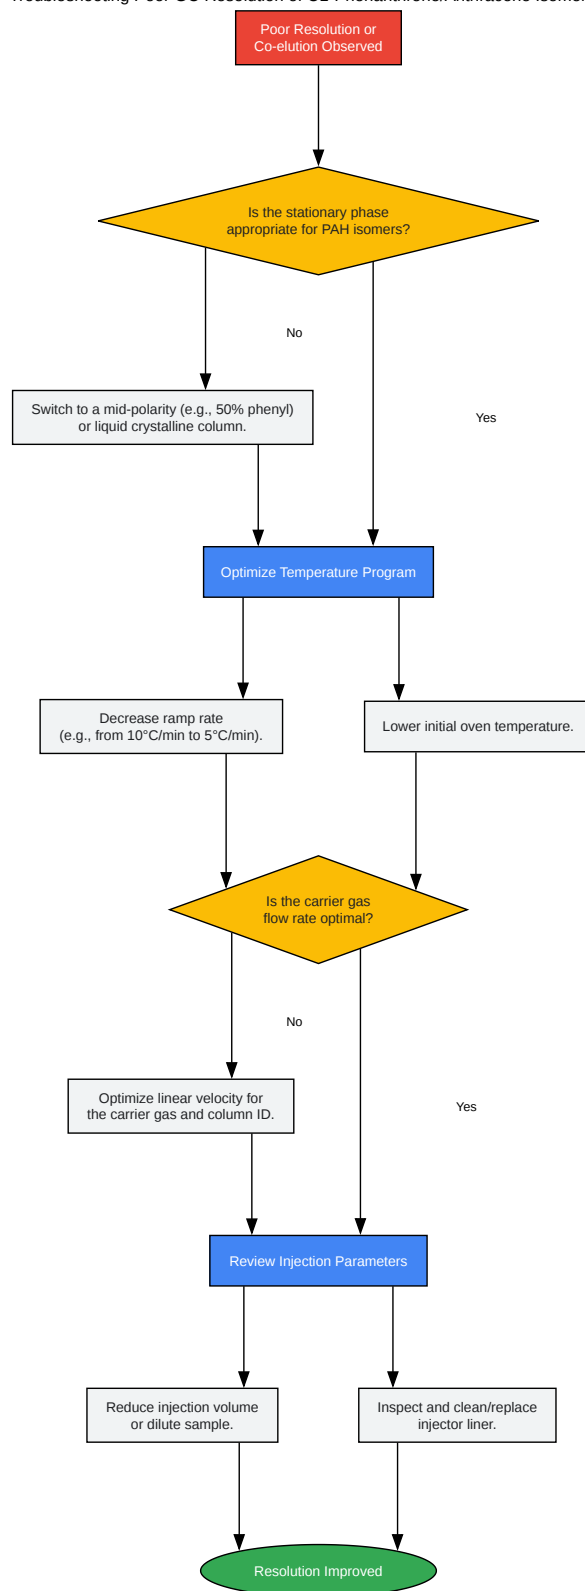 Poor Resolution or
Co-elution Observed
Is the stationary phase
appropriate for PAH isomers?
No
Switch to a mid-polarity (e.g., 50% phenyl)
or liquid crystalline column.
Yes
Optimize Temperature Program
Decrease ramp rate
(e.g., from 10°C/min to 5°C/min).
Lower initial oven temperature.
Is the carrier gas
flow rate optimal?
No
Optimize linear velocity for
the carrier gas and column ID.
Yes
Review Injection Parameters
Reduce injection volume
or dilute sample.
Inspect and clean/replace
injector liner.
Resolution Improved